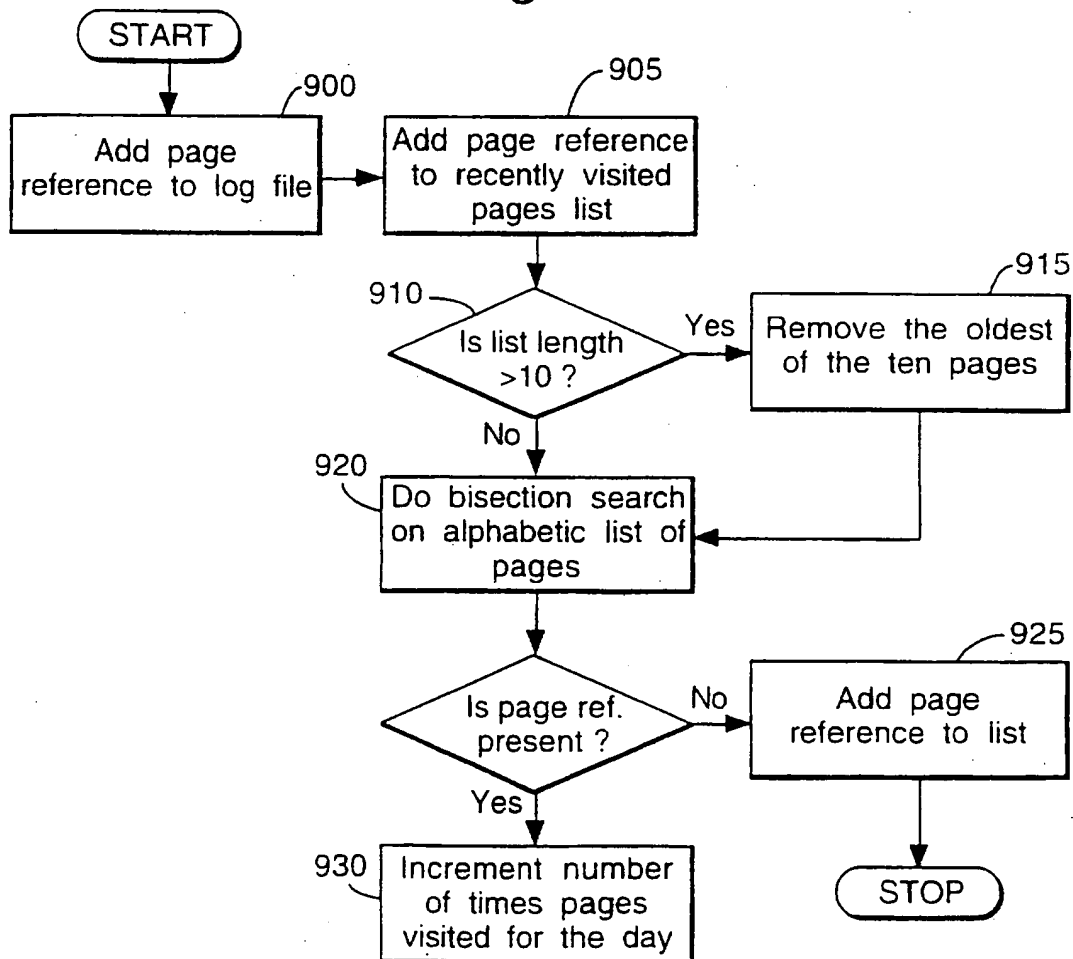 START
900
Add page
reference to log file
905
Add page reference
to recently visited
pages list
910
Is list length
>10 ?
Yes
915
Remove the oldest
of the ten pages
No
920
Do bisection search
on alphabetic list of
pages
Is page ref.
present ?
No
925
Add page
reference to list
Yes
STOP
930
Increment number
of times pages
visited for the day